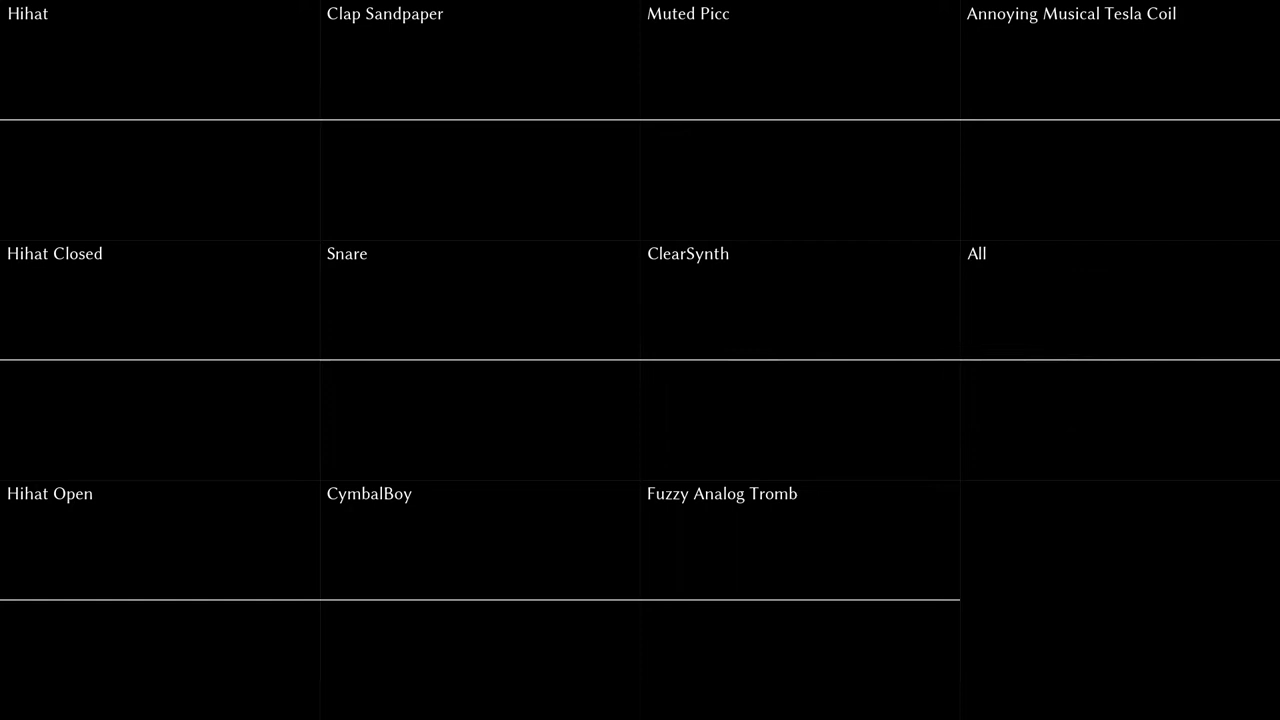 Hihat
Clap Sandpaper
Muted Picc
Annoying Musical Tesla Coil
Hihat Closed
Snare
ClearSynth
All
Hihat Open
CymbalBoy
Fuzzy Analog Tromb